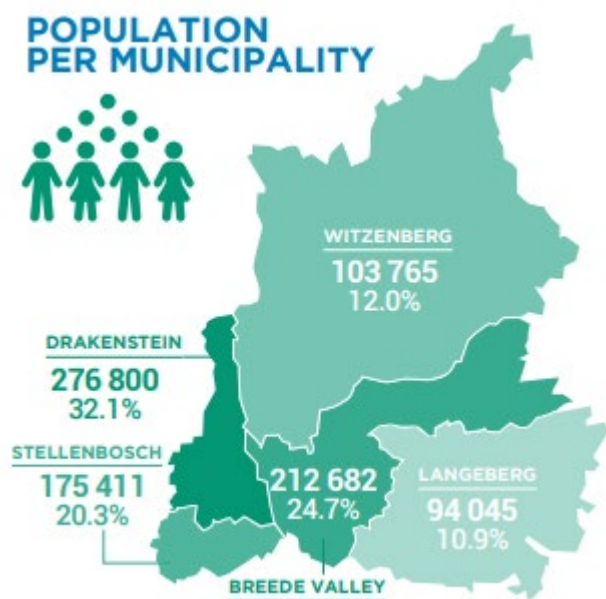 POPULATION
PER MUNICIPALITY
WITZENBERG
103 765
12.0%
DRAKENSTEIN
276 800
32.1%
STELLENBOSCH
175 411
20.3%
212 682
24.7%
BREEDE VALLEY
LANGEBERG
94 045
10.9%